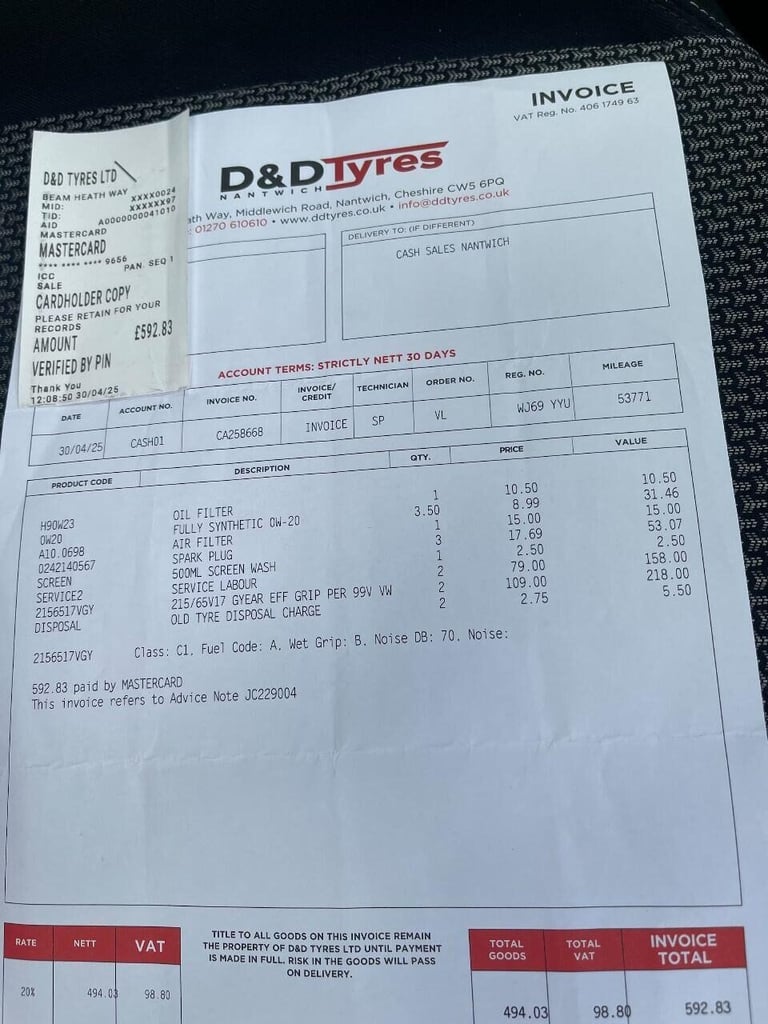 INVOICE
VAT Reg. No. 406 1749 63
D&D Tyres
NANTWICH
ath Way, Middlewich Road, Nantwich, Cheshire CW5 6PQ
: 01270 610610 • www.ddtyres.co.uk • info@ddtyres.co.uk
D&D TYRES LTD
BEAM HEATH WAY
MID: XXXX0024
TID: XXXXXX97
AID A0000000041010
MASTERCARD
MASTERCARD
**** **** **** 9656
PAN. SEQ 1
ICC
SALE
CARDHOLDER COPY
PLEASE RETAIN FOR YOUR
RECORDS
AMOUNT £592.83
VERIFIED BY PIN
Thank You
12:08:50 30/04/25
DELIVERY TO: (IF DIFFERENT)
CASH SALES NANTWICH
ACCOUNT TERMS: STRICTLY NETT 30 DAYS
DATE ACCOUNT NO. INVOICE NO. INVOICE/ CREDIT TECHNICIAN ORDER NO. REG. NO. MILEAGE
30/04/25 CASH01 CA258668 INVOICE SP VL WJ69 YYU 53771
PRODUCT CODE DESCRIPTION QTY. PRICE VALUE
H90W23 OIL FILTER 1 10.50 10.50
0W20 FULLY SYNTHETIC 0W-20 3.50 8.99 31.46
A10.0698 AIR FILTER 1 15.00 15.00
0242140567 SPARK PLUG 3 17.69 53.07
SCREEN 500ML SCREEN WASH 1 2.50 2.50
SERVICE2 SERVICE LABOUR 2 79.00 158.00
2156517VGY 215/65V17 GYEAR EFF GRIP PER 99V VW 2 109.00 218.00
DISPOSAL OLD TYRE DISPOSAL CHARGE 2 2.75 5.50
2156517VGY Class: C1, Fuel Code: A, Wet Grip: B, Noise DB: 70, Noise:
592.83 paid by MASTERCARD
This invoice refers to Advice Note JC229004
RATE NETT VAT
20% 494.03 98.80
TITLE TO ALL GOODS ON THIS INVOICE REMAIN
THE PROPERTY OF D&D TYRES LTD UNTIL PAYMENT
IS MADE IN FULL. RISK IN THE GOODS WILL PASS
ON DELIVERY.
TOTAL GOODS TOTAL VAT INVOICE TOTAL
494.03 98.80 592.83